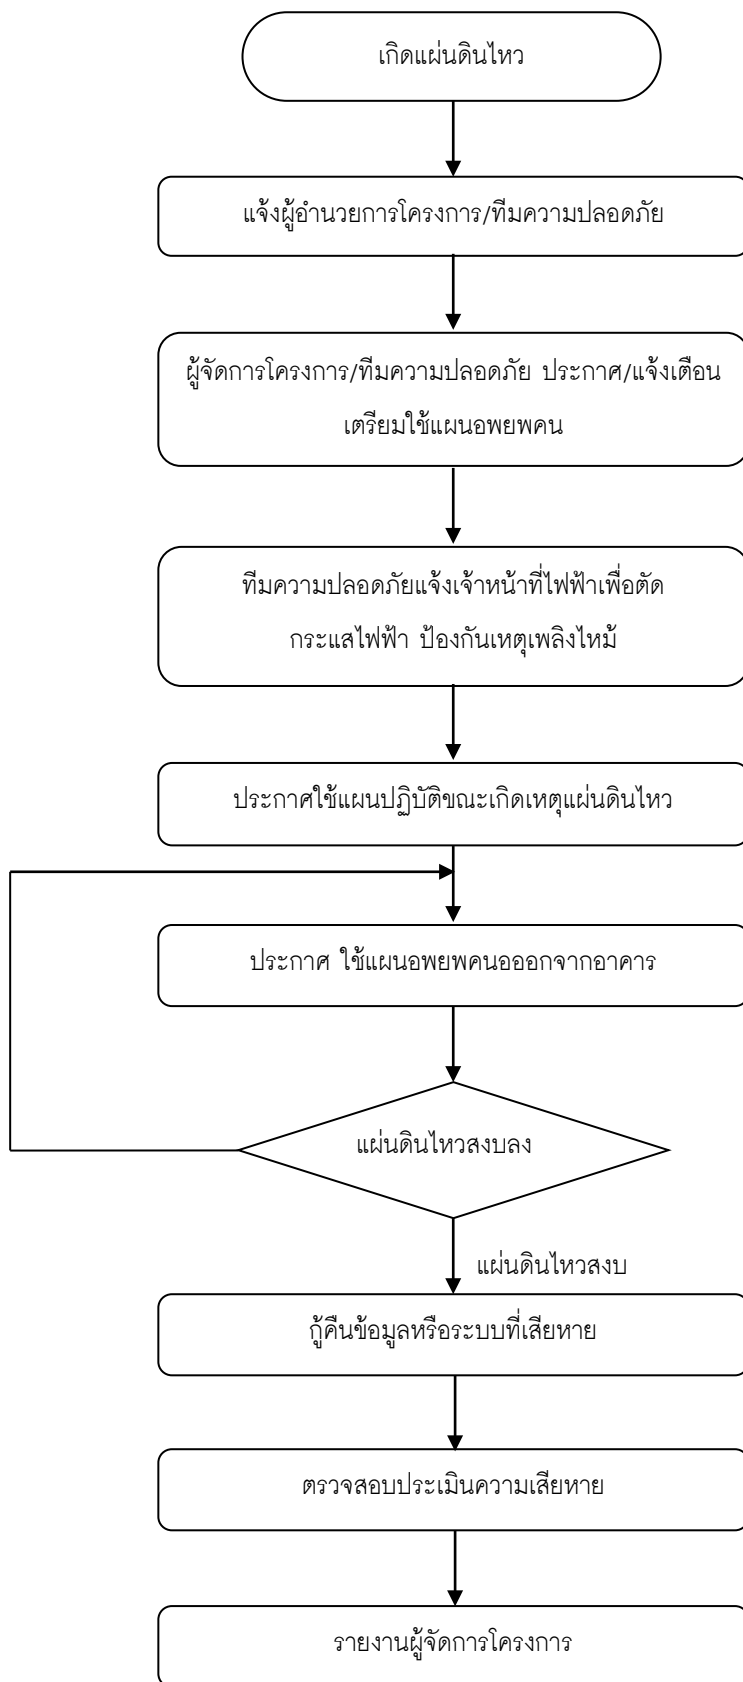 เกิดแผ่นดินไหว
แจ้งผู้อำนวยการโครงการ/ทีมความปลอดภัย
ผู้จัดการโครงการ/ทีมความปลอดภัย ประกาศ/แจ้งเตือน
เตรียมใช้แผนอพยพคน
ทีมความปลอดภัยแจ้งเจ้าหน้าที่ไฟฟ้าเพื่อตัด
กระแสไฟฟ้า ป้องกันเหตุเพลิงไหม้
ประกาศใช้แผนปฏิบัติขณะเกิดเหตุแผ่นดินไหว
ประกาศ ใช้แผนอพยพคนอออกจากอาคาร
แผ่นดินไหวสงบลง
แผ่นดินไหวสงบ
กู้คืนข้อมูลหรือระบบที่เสียหาย
ตรวจสอบประเมินความเสียหาย
รายงานผู้จัดการโครงการ